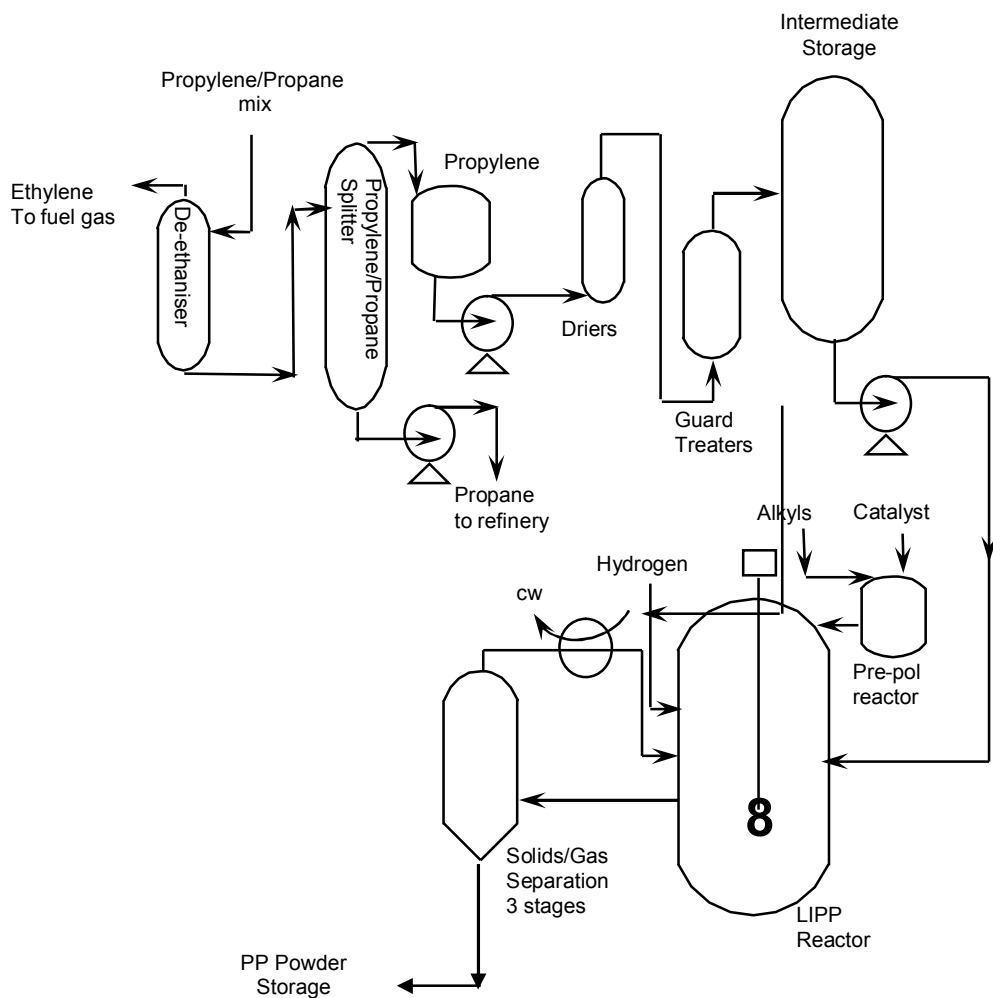 Intermediate
Storage
Propylene/Propane
mix
Propylene
Ethylene
To fuel gas
De-ethaniser
Propylene/Propane
Splitter
Driers
Guard
Treaters
Propane
to refinery
Alkyls
Catalyst
Hydrogen
cw
Pre-pol
reactor
8
Solids/Gas
Separation
3 stages
LIPP
Reactor
PP Powder
Storage